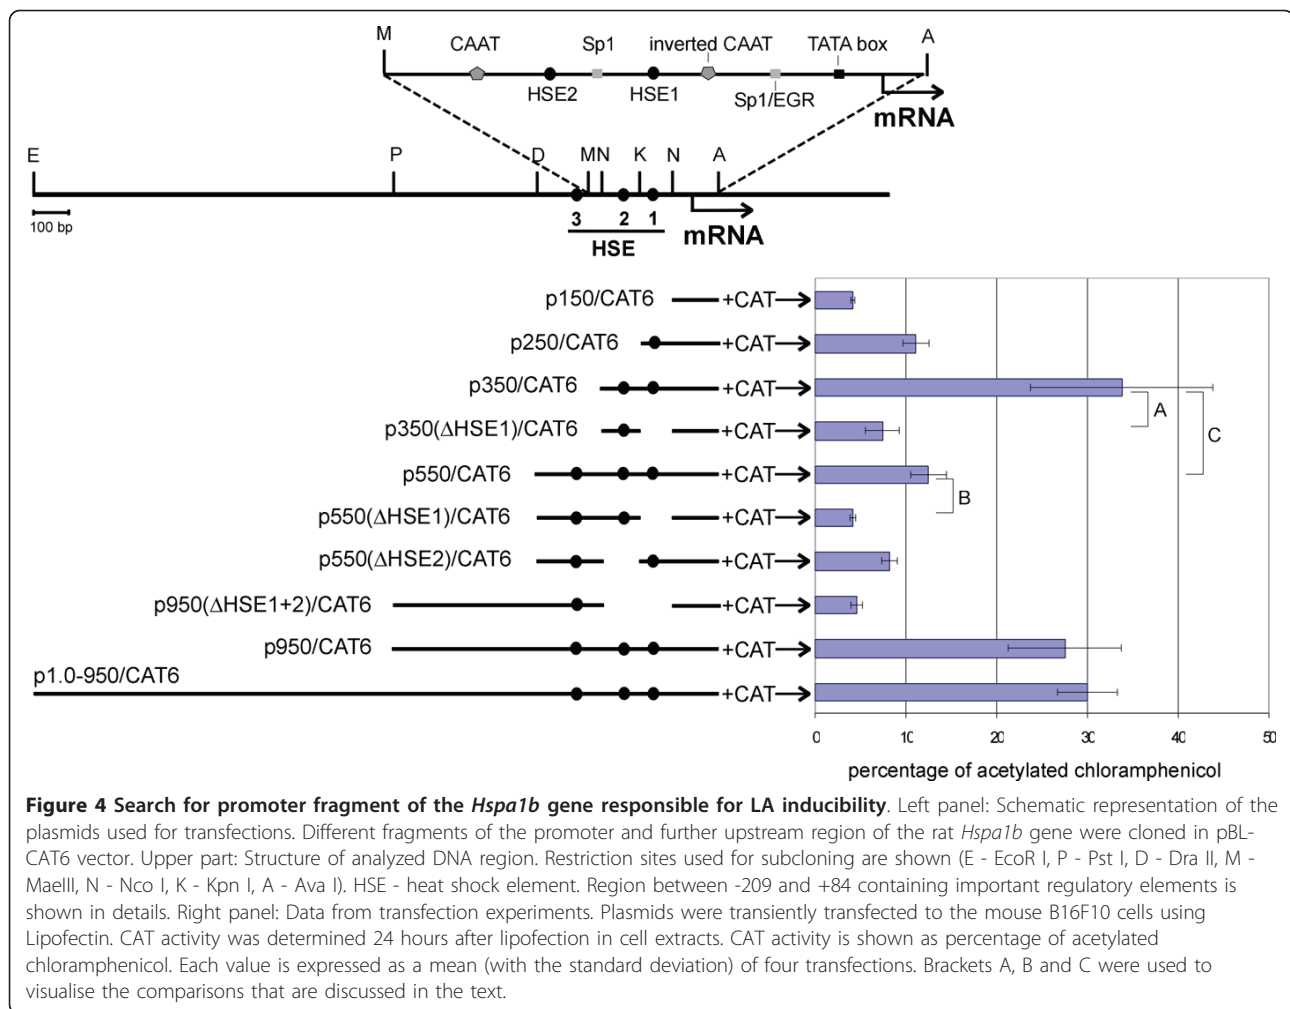 M
CAAT
Sp1
inverted CAAT
TATA box
A
HSE2
HSE1
Sp1/EGR
mRNA
E
P
D
M N
K
N
A
100 bp
3
2
1
HSE
mRNA
p150/CAT6
+CAT
p250/CAT6
+CAT
p350/CAT6
+CAT
A
p350(ΔHSE1)/CAT6
+CAT
C
p550/CAT6
+CAT
B
p550(ΔHSE1)/CAT6
+CAT
p550(ΔHSE2)/CAT6
+CAT
p950(ΔHSE1+2)/CAT6
+CAT
p950/CAT6
+CAT
p1.0-950/CAT6
+CAT
0 10 20 30 40 50
percentage of acetylated chloramphenicol
Figure 4 Search for promoter fragment of the Hspa1b gene responsible for LA inducibility. Left panel: Schematic representation of the
plasmids used for transfections. Different fragments of the promoter and further upstream region of the rat Hspa1b gene were cloned in pBL-
CAT6 vector. Upper part: Structure of analyzed DNA region. Restriction sites used for subcloning are shown (E - EcoR I, P - Pst I, D - Dra II, M -
MaeIII, N - Nco I, K - Kpn I, A - Ava I). HSE - heat shock element. Region between -209 and +84 containing important regulatory elements is
shown in details. Right panel: Data from transfection experiments. Plasmids were transiently transfected to the mouse B16F10 cells using
Lipofectin. CAT activity was determined 24 hours after lipofection in cell extracts. CAT activity is shown as percentage of acetylated
chloramphenicol. Each value is expressed as a mean (with the standard deviation) of four transfections. Brackets A, B and C were used to
visualise the comparisons that are discussed in the text.